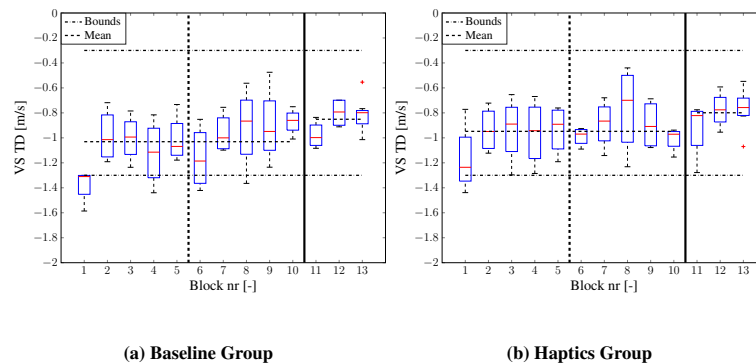 0
−0.2
−0.4
−0.6
−0.8
−1
−1.2
−1.4
−1.6
−1.8
−2
VS TD [m/s]
Bounds
Mean
1 2 3 4 5 6 7 8 9 10 11 12 13
Block nr [-]
(a) Baseline Group
0
−0.2
−0.4
−0.6
−0.8
−1
−1.2
−1.4
−1.6
−1.8
−2
VS TD [m/s]
Bounds
Mean
1 2 3 4 5 6 7 8 9 10 11 12 13
Block nr [-]
(b) Haptics Group